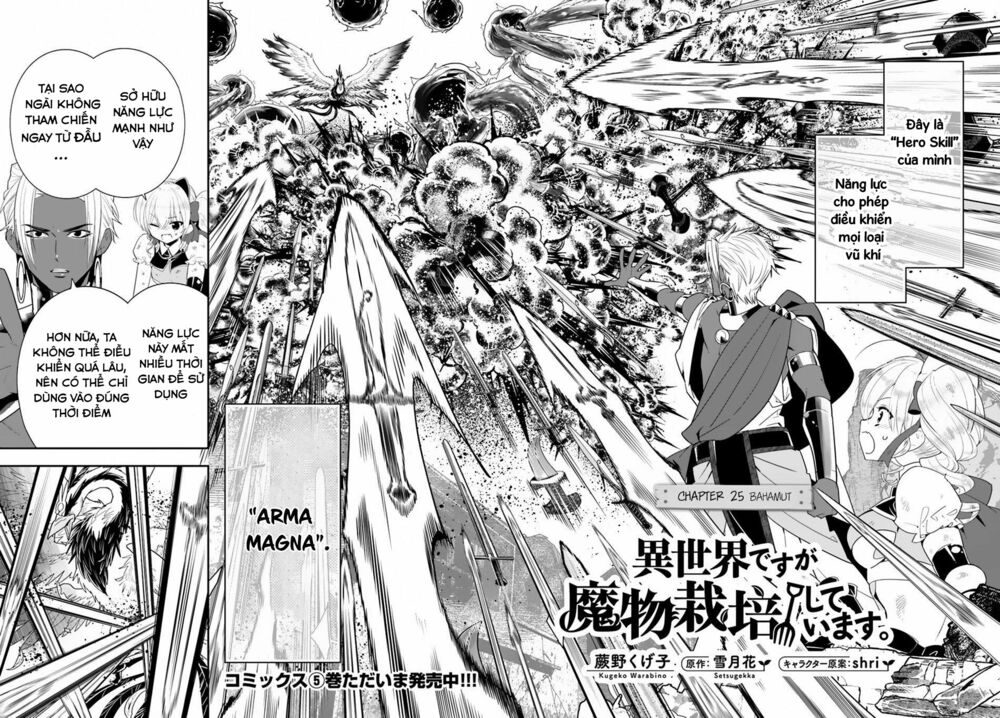 Đây là
"Hero Skill"
của mình
Năng lực
cho phép
điều khiển
mọi loại
vũ khí
"ARMA
MAGNA".
CHAPTER 25 BAHAMUT
異世界ですが
魔物栽培して
います。
蕨野くげ子 原作:雪月花 キャラクター原案:shri
Kugeko Warabino. Setsugekka
コミックス⑤巻ただいま発売中!!!
SỞ HỮU
NĂNG LỰC
MẠNH NHƯ
VẬY
TẠI SAO
NGÀI KHÔNG
THAM CHIẾN
NGAY TỪ ĐẦU
...
NĂNG LỰC
NÀY MẤT
NHIỀU THỜI
GIAN ĐỂ SỬ
DỤNG
HƠN NỮA, TA
KHÔNG THỂ ĐIỀU
KHIỂN QUÁ LÂU,
NÊN CÓ THỂ CHỈ
DÙNG VÀO ĐÚNG
THỜI ĐIỂM